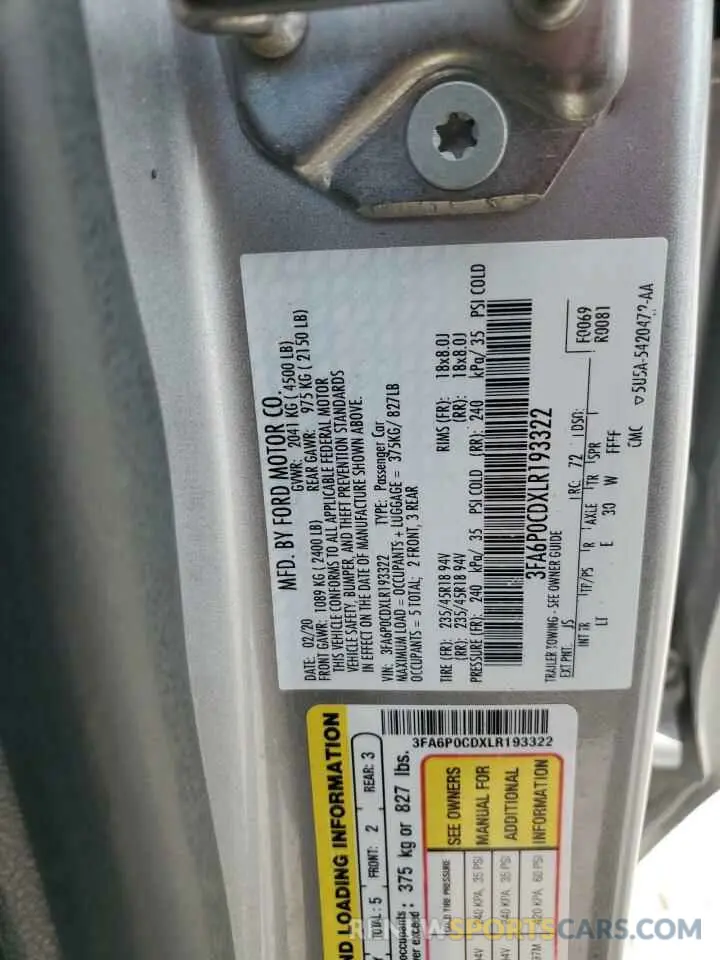 MFD. BY FORD MOTOR CO.
DATE: 02/20 GVWR: 2041 KG ( 4500 LB)
FRONT GAWR: 1089 KG (2400 LB) REAR GAWR: 975 KG ( 2150 LB)
THIS VEHICLE CONFORMS TO ALL APPLICABLE FEDERAL MOTOR
VEHICLE SAFETY, BUMPER, AND THEFT PREVENTION STANDARDS
IN EFFECT ON THE DATE OF MANUFACTURE SHOWN ABOVE.
VIN: 3FA6P0CDXLR193322 TYPE: Passenger Car
MAXIMUM LOAD = OCCUPANTS + LUGGAGE = 375KG/ 827LB
OCCUPANTS = 5 TOTAL; 2 FRONT, 3 REAR
TIRE (FR): 235/45R18 94V RIMS (FR): 18x8.0J
(RR): 235/45R18 94V (RR): 18x8.0J
PRESSURE (FR): 240 kPa/ 35 PSI COLD (RR): 240 kPa/ 35 PSI COLD
3FA6P0CDXLR193322
TRAILER TOWING - SEE OWNER GUIDE
F0069
R0081
EXT PNT: JS RC: 72 DSO:
INT TR TTP/PS R AXLE TR SPR
LT E 30 W FFFF
CMC
3FA6P0CDXLR193322
LOADING INFORMATION
TOTAL : 5 FRONT: 2 REAR: 3
occupants : 375 kg or 827 lbs.
SEE OWNERS
MANUAL FOR
ADDITIONAL
INFORMATION
RENEWSPORTSCARS.COM